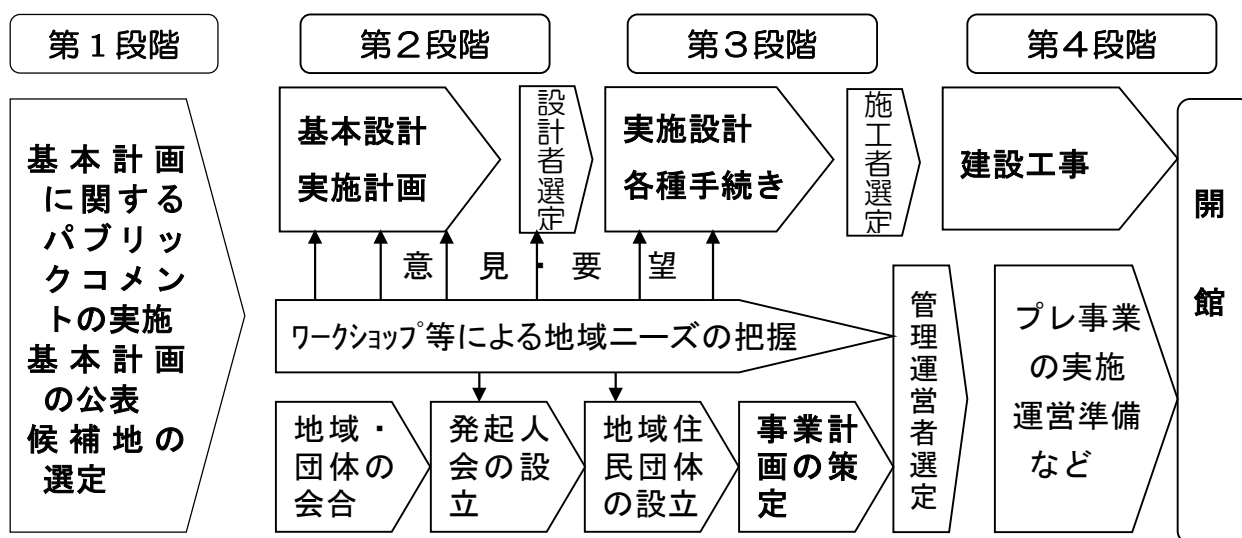 第１段階
第２段階
第３段階
第４段階
基本計画
に関する
パブリッ
クコメン
トの実施
基本計画
の公表
候補地の
選定
基本設計
実施計画
設計者選定
実施設計
各種手続き
施工者選定
建設工事
開館
意見・要望
ワークショップ等による地域ニーズの把握
地域・
団体の
会合
発起人
会の設
立
地域住
民団体
の設立
事業計
画の策
定
管理運営者選定
プレ事業
の実施
運営準備
など